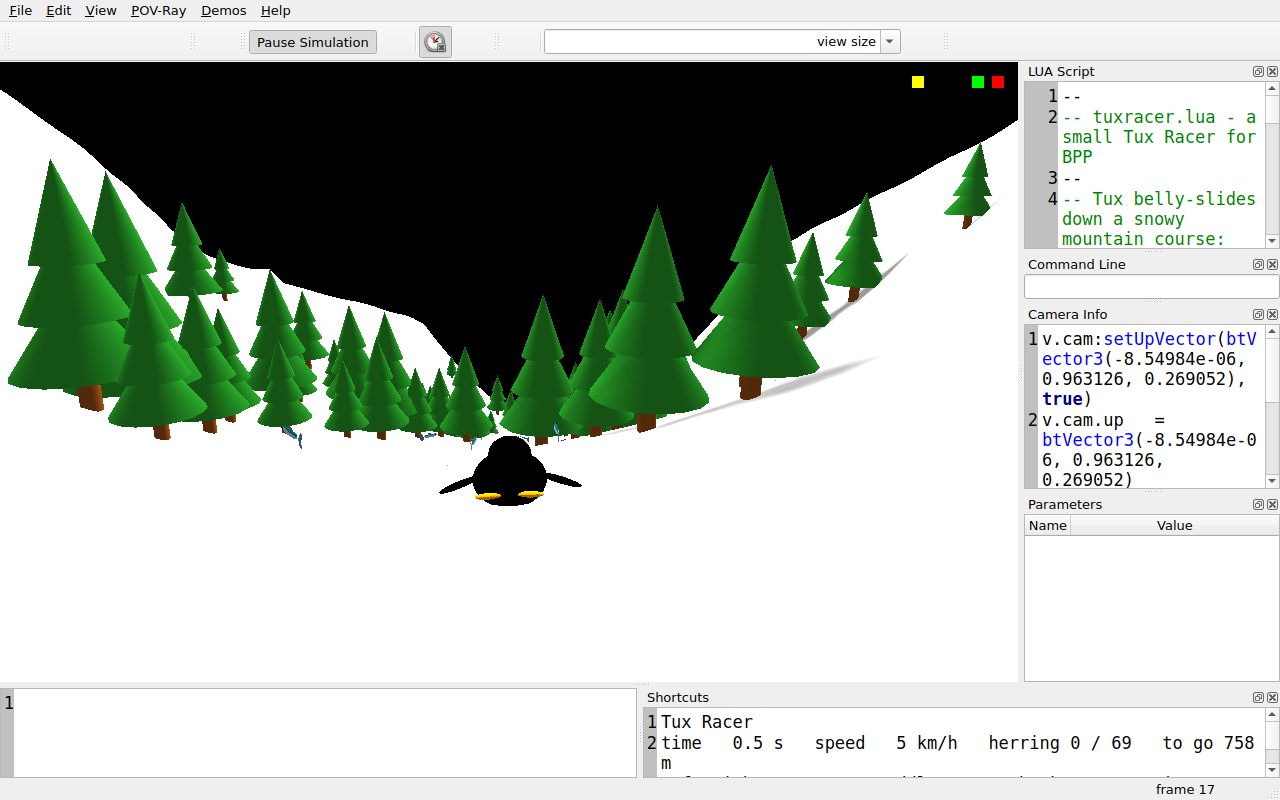 File Edit View POV-Ray Demos Help
Pause Simulation view size
LUA Script
1 --
2 -- tuxracer.lua - a
small Tux Racer for
BPP
3 --
4 -- Tux belly-slides
down a snowy
mountain course:
Command Line
Camera Info
1 v.cam:setUpVector(btV
ector3(-8.54984e-06,
0.963126, 0.269052),
true)
2 v.cam.up =
btVector3(-8.54984e-0
6, 0.963126,
0.269052)
Parameters
Name Value
1
Shortcuts
1 Tux Racer
2 time 0.5 s speed 5 km/h herring 0 / 69 to go 758
m
frame 17